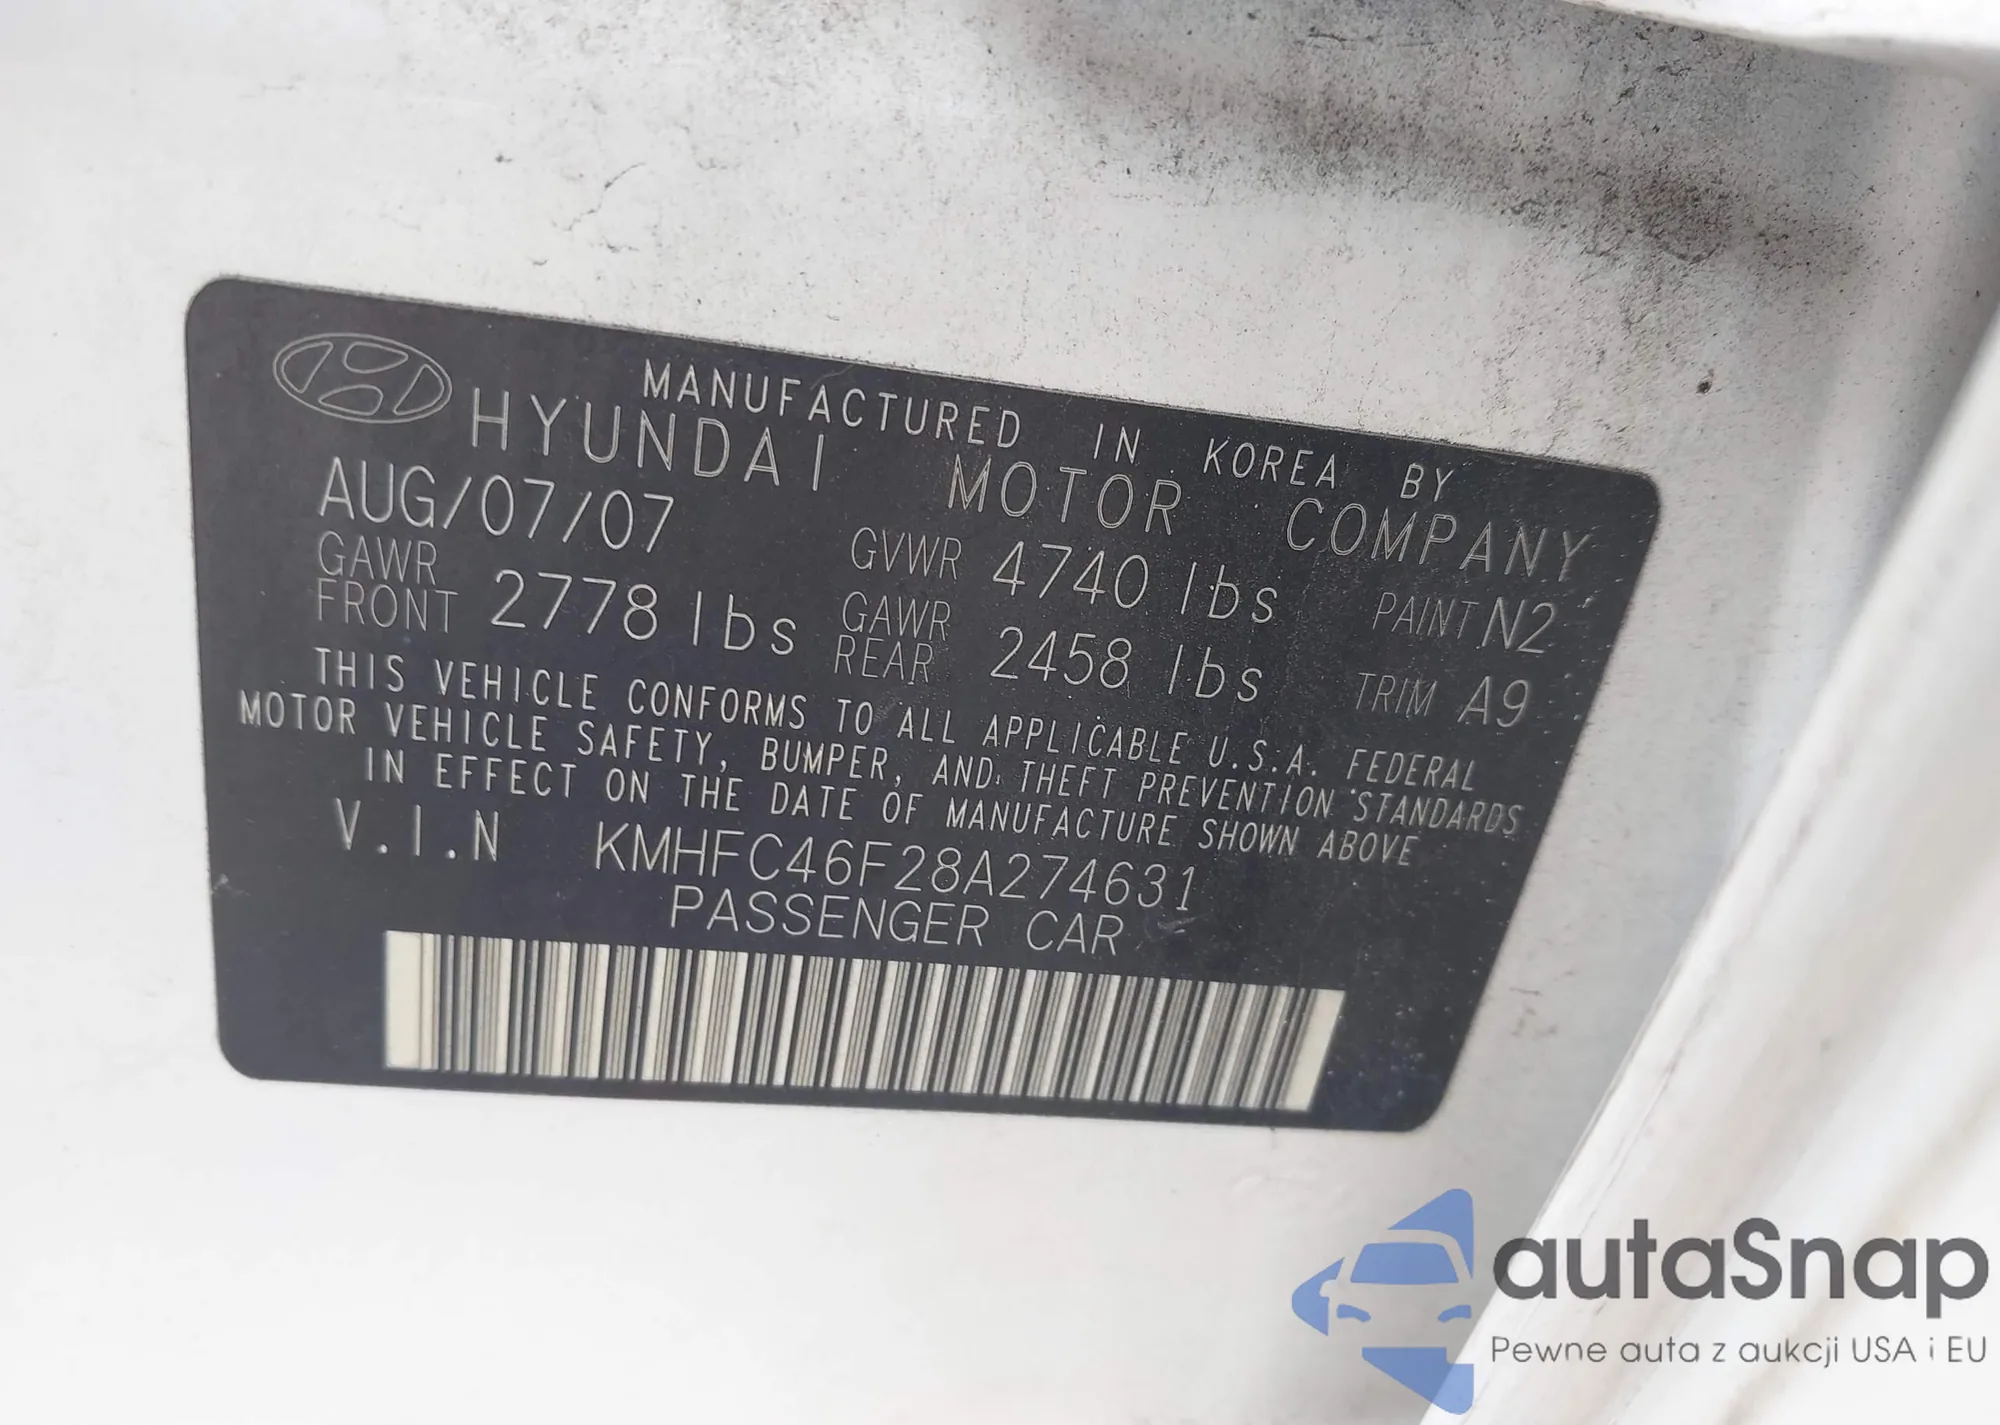 MANUFACTURED IN KOREA BY
HYUNDAI MOTOR COMPANY
AUG/07/07 GVWR 4740 lbs PAINT N2
GAWR FRONT 2778 lbs GAWR REAR 2458 lbs TRIM A9
THIS VEHICLE CONFORMS TO ALL APPLICABLE U.S.A. FEDERAL
MOTOR VEHICLE SAFETY, BUMPER, AND THEFT PREVENTION STANDARDS
IN EFFECT ON THE DATE OF MANUFACTURE SHOWN ABOVE
V.I.N KMHFC46F28A274631
PASSENGER CAR
autaSnap
Pewne auta z aukcji USA i EU